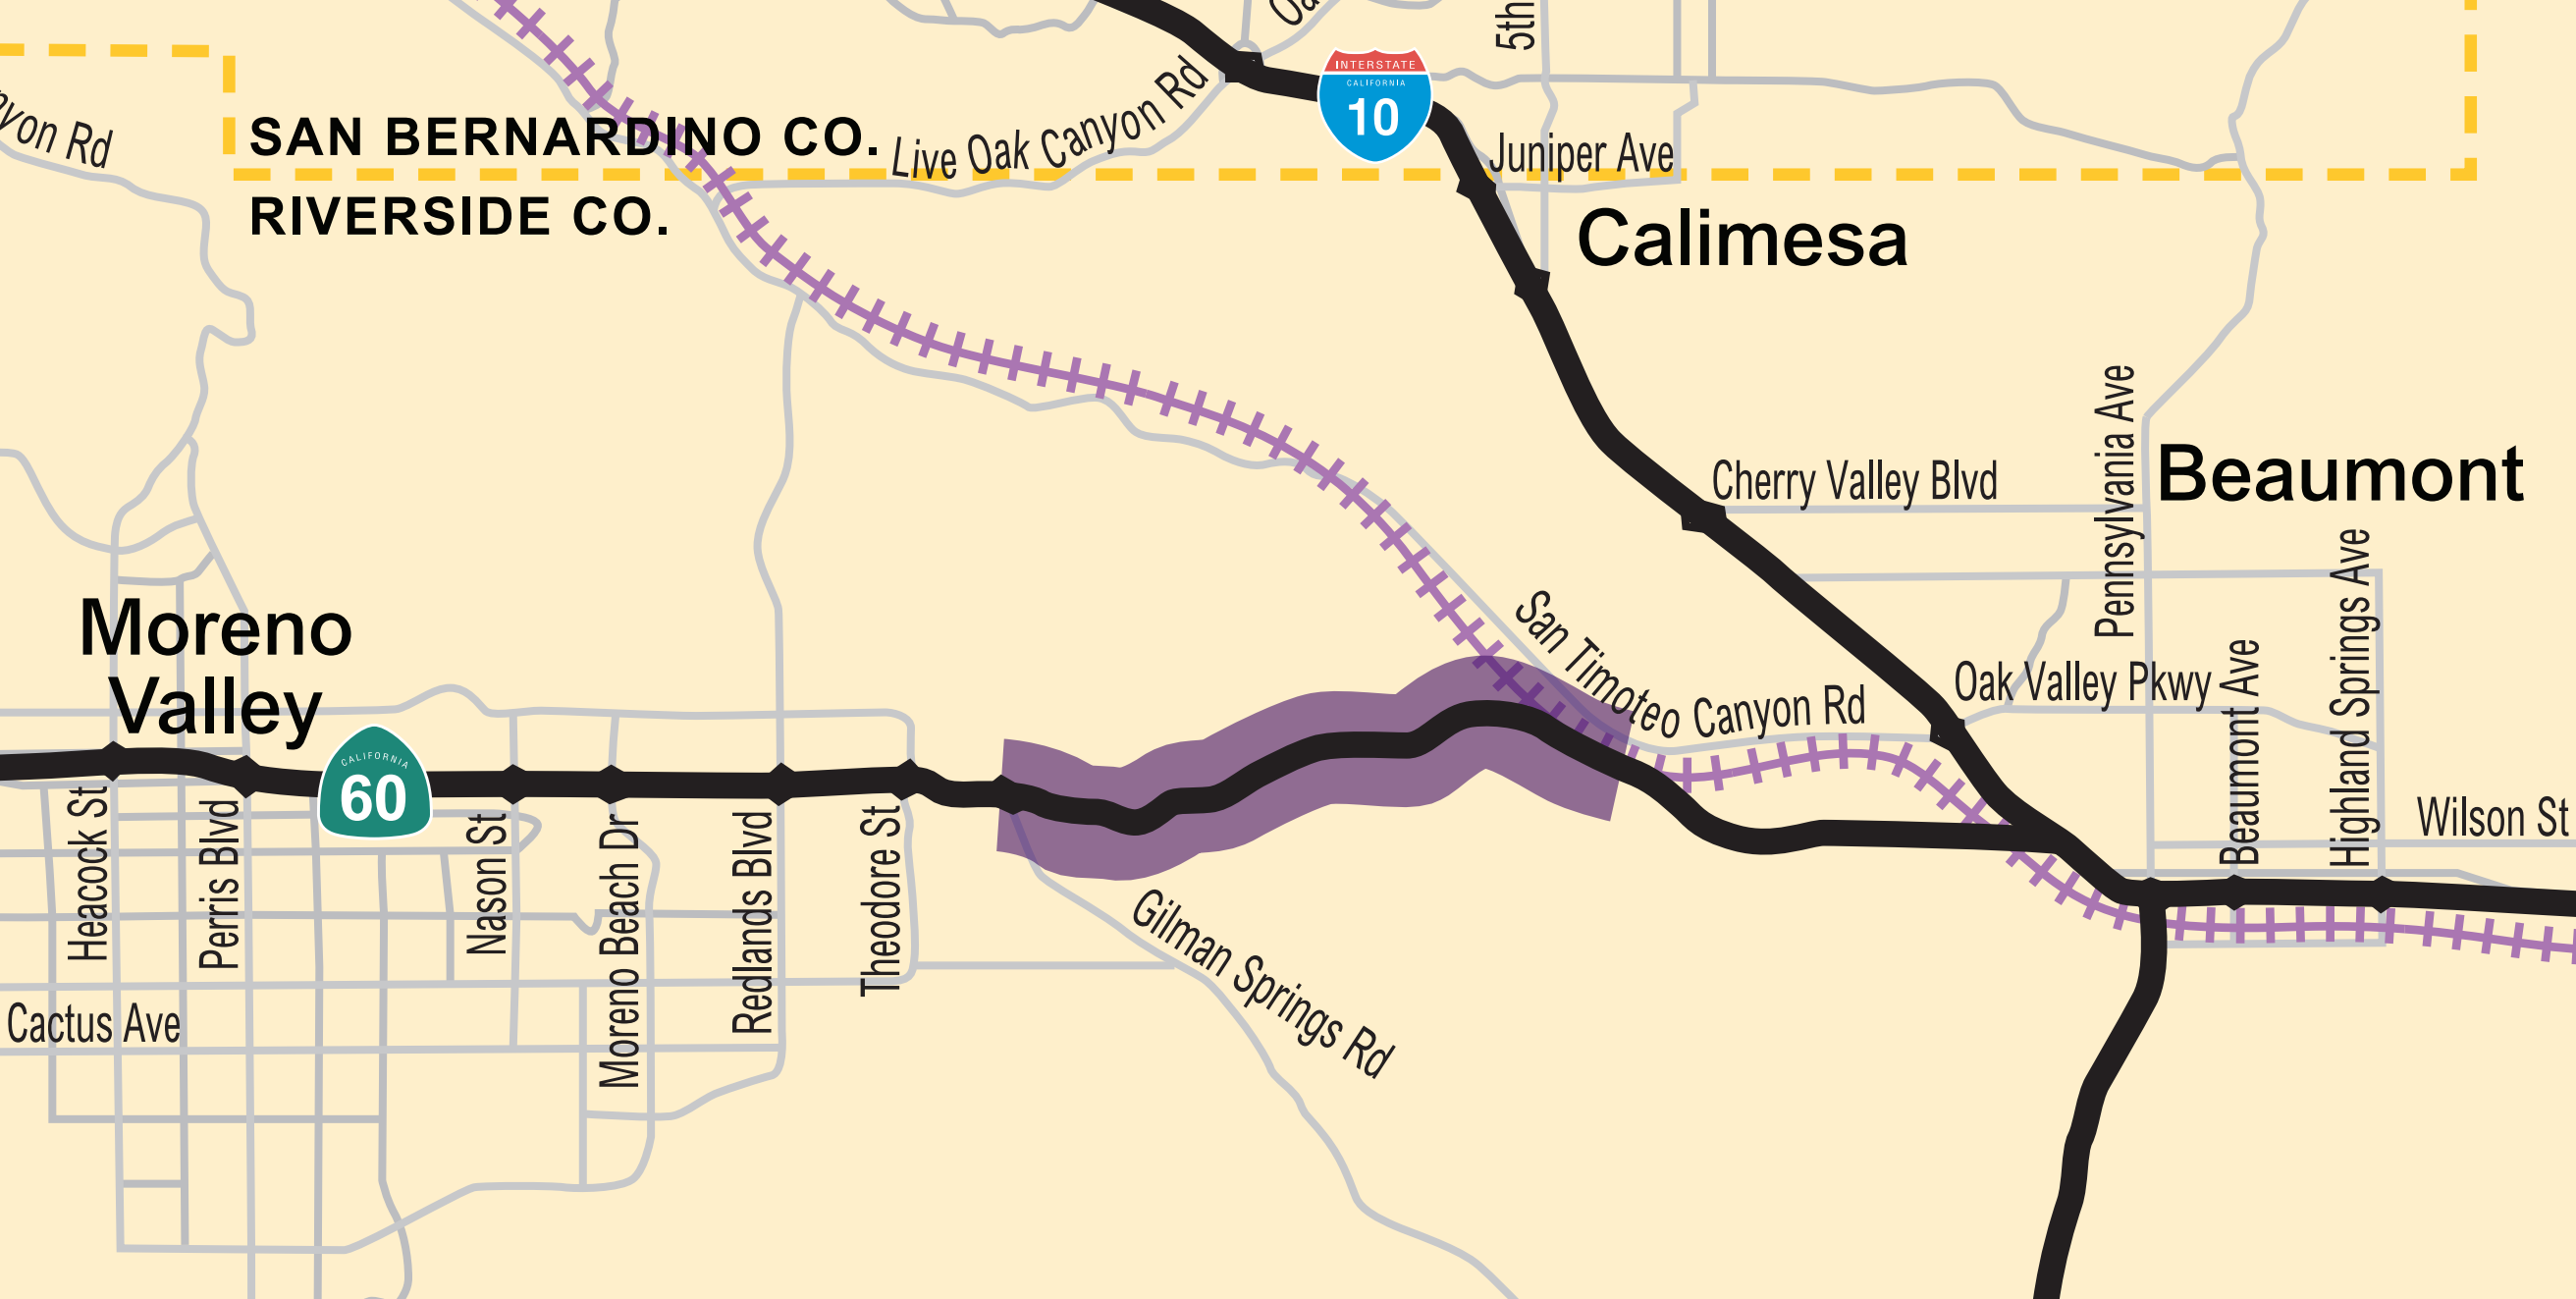 5th
INTERSTATE
CALIFORNIA
10
SAN BERNARDINO CO.
RIVERSIDE CO.
Live Oak Canyon Rd
Juniper Ave
Calimesa
Rd
Cherry Valley Blvd
Pennsylvania Ave
Beaumont
Moreno
Valley
San Timoteo Canyon Rd
Oak Valley Pkwy
Beaumont Ave
Highland Springs Ave
Wilson St
CALIFORNIA
60
Heacock St
Perris Blvd
Nason St
Moreno Beach Dr
Redlands Blvd
Theodore St
Gilman Springs Rd
Cactus Ave